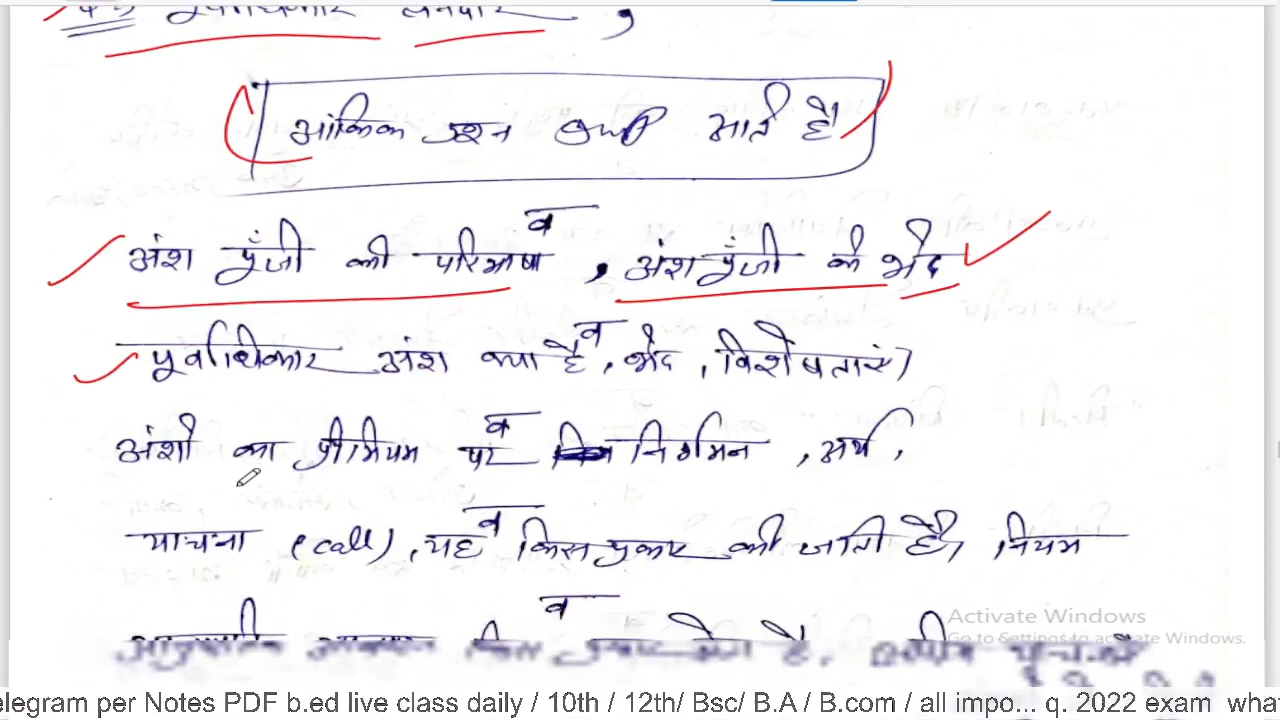 आंकिक प्रश्न आते है।
व
अंश पूँजी की परिभाषा , अंश पूँजी के भेद
व
पूर्वाधिकार अंश क्या है , भेद , विशेषताएं
व
अंशो का प्रीमियम पर निर्गमन , अर्थ ,
व
याचना (call) , यह किस प्रकार की जाती है, नियम
व
Activate Windows
Go to Settings to activate Windows.
elegram per Notes PDF b.ed live class daily / 10th / 12th/ Bsc/ B.A / B.com / all impo... q. 2022 exam wha